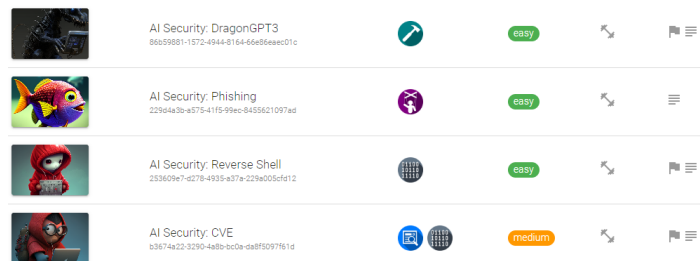 AI Security: DragonGPT3
86b59881-1572-4944-8164-66e86eaec01c
easy
AI Security: Phishing
229d4a3b-a575-41f5-99ec-8455621097ad
easy
AI Security: Reverse Shell
253609e7-d278-4935-a37a-229a005cfd12
easy
AI Security: CVE
b3674a22-3290-4a8b-bc0a-da8f5097f61d
medium